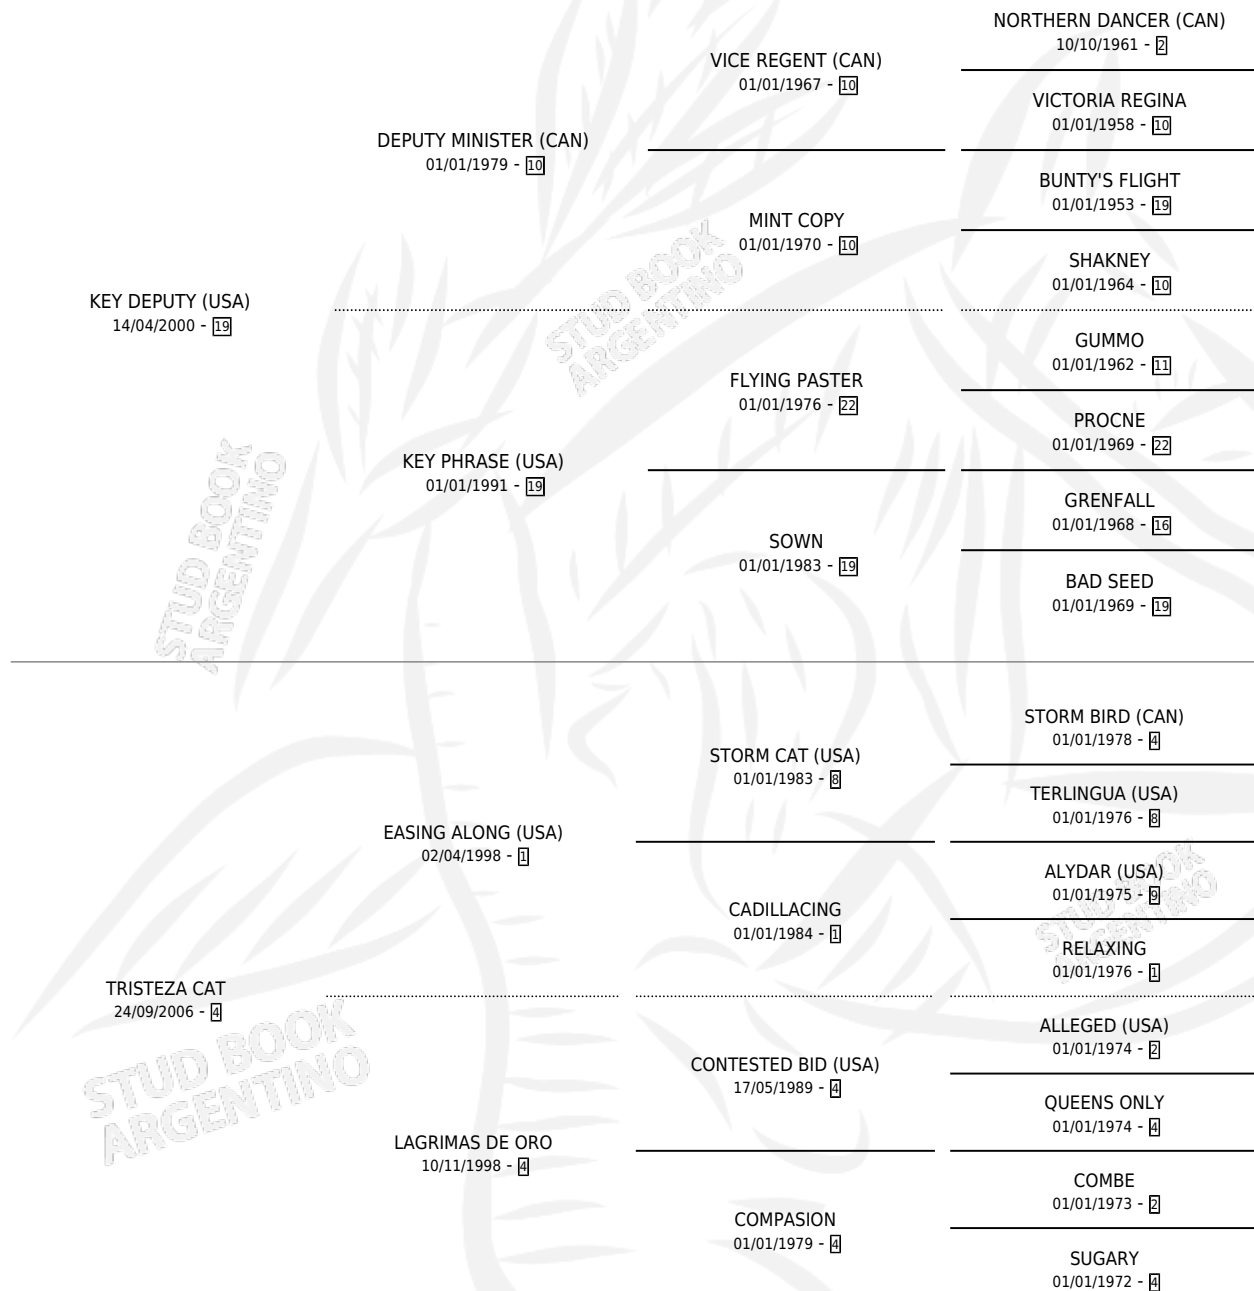 NORTHERN DANCER (CAN)
10/10/1961 - 2
VICE REGENT (CAN)
01/01/1967 - 10
VICTORIA REGINA
01/01/1958 - 10
DEPUTY MINISTER (CAN)
01/01/1979 - 10
BUNTY'S FLIGHT
01/01/1953 - 19
MINT COPY
01/01/1970 - 10
SHAKNEY
01/01/1964 - 10
KEY DEPUTY (USA)
14/04/2000 - 19
GUMMO
01/01/1962 - 11
FLYING PASTER
01/01/1976 - 22
PROCNE
01/01/1969 - 22
KEY PHRASE (USA)
01/01/1991 - 19
GRENFALL
01/01/1968 - 16
SOWN
01/01/1983 - 19
BAD SEED
01/01/1969 - 19
STORM BIRD (CAN)
01/01/1978 - 4
STORM CAT (USA)
01/01/1983 - 8
TERLINGUA (USA)
01/01/1976 - 8
EASING ALONG (USA)
02/04/1998 - 1
ALYDAR (USA)
01/01/1975 - 9
CADILLACING
01/01/1984 - 1
RELAXING
01/01/1976 - 1
TRISTEZA CAT
24/09/2006 - 4
ALLEGED (USA)
01/01/1974 - 2
CONTESTED BID (USA)
17/05/1989 - 4
QUEENS ONLY
01/01/1974 - 4
LAGRIMAS DE ORO
10/11/1998 - 4
COMBE
01/01/1973 - 2
COMPASION
01/01/1979 - 4
SUGARY
01/01/1972 - 4
STUD BOOK
ARGENTINO
STUD BOOK
ARGENTINO
STUD BOOK
ARGENTINO
STUD BOOK
ARGENTINO